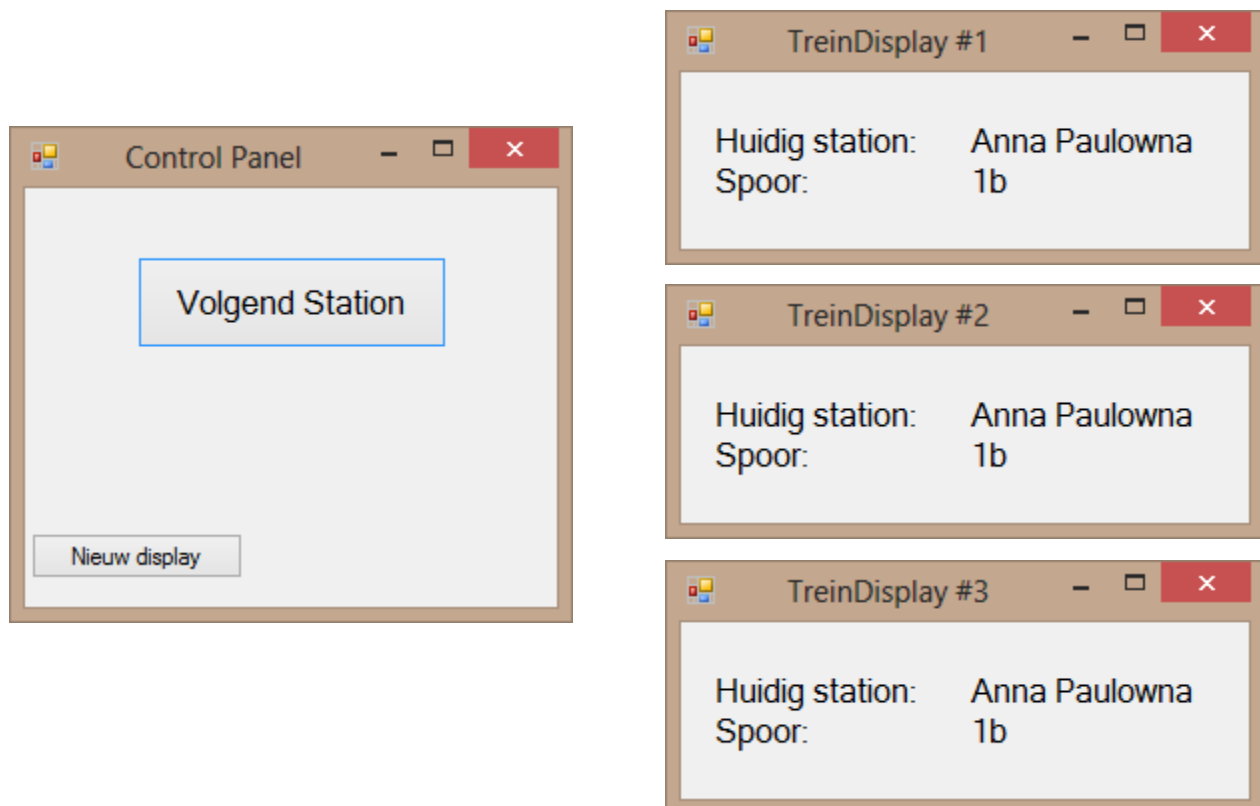 Control Panel
Volgend Station
Nieuw display
TreinDisplay #1
Huidig station: Anna Paulowna
Spoor: 1b
TreinDisplay #2
Huidig station: Anna Paulowna
Spoor: 1b
TreinDisplay #3
Huidig station: Anna Paulowna
Spoor: 1b